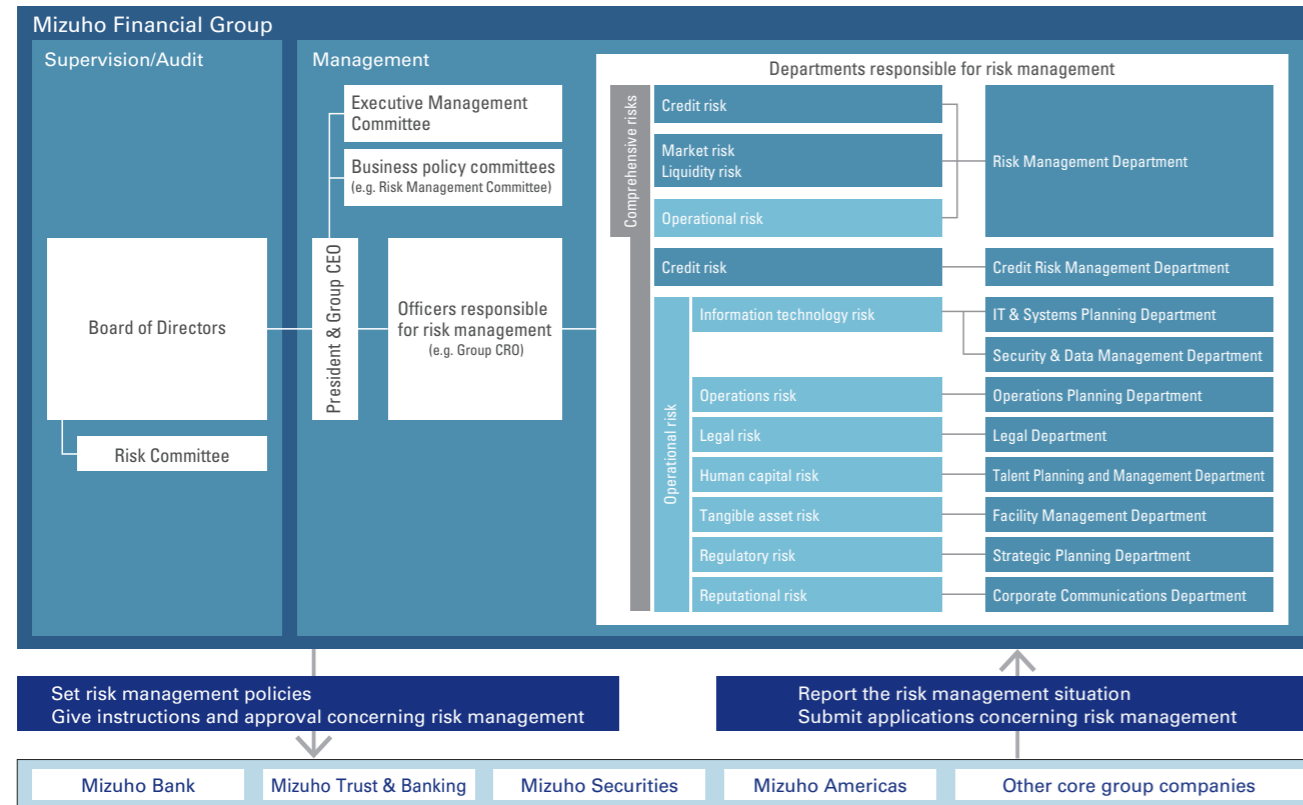 Mizuho Financial Group
Supervision/Audit
Board of Directors
Risk Committee
Management
Executive Management
Committee
Business policy committees
(e.g. Risk Management Committee)
President & Group CEO
Officers responsible
for risk management
(e.g. Group CRO)
Departments responsible for risk management
Comprehensive risks
Credit risk
Market risk
Liquidity risk
Operational risk
Risk Management Department
Credit risk
Credit Risk Management Department
Operational risk
Information technology risk
IT & Systems Planning Department
Security & Data Management Department
Operations risk
Operations Planning Department
Legal risk
Legal Department
Human capital risk
Talent Planning and Management Department
Tangible asset risk
Facility Management Department
Regulatory risk
Strategic Planning Department
Reputational risk
Corporate Communications Department
Set risk management policies
Give instructions and approval concerning risk management
Report the risk management situation
Submit applications concerning risk management
Mizuho Bank
Mizuho Trust & Banking
Mizuho Securities
Mizuho Americas
Other core group companies